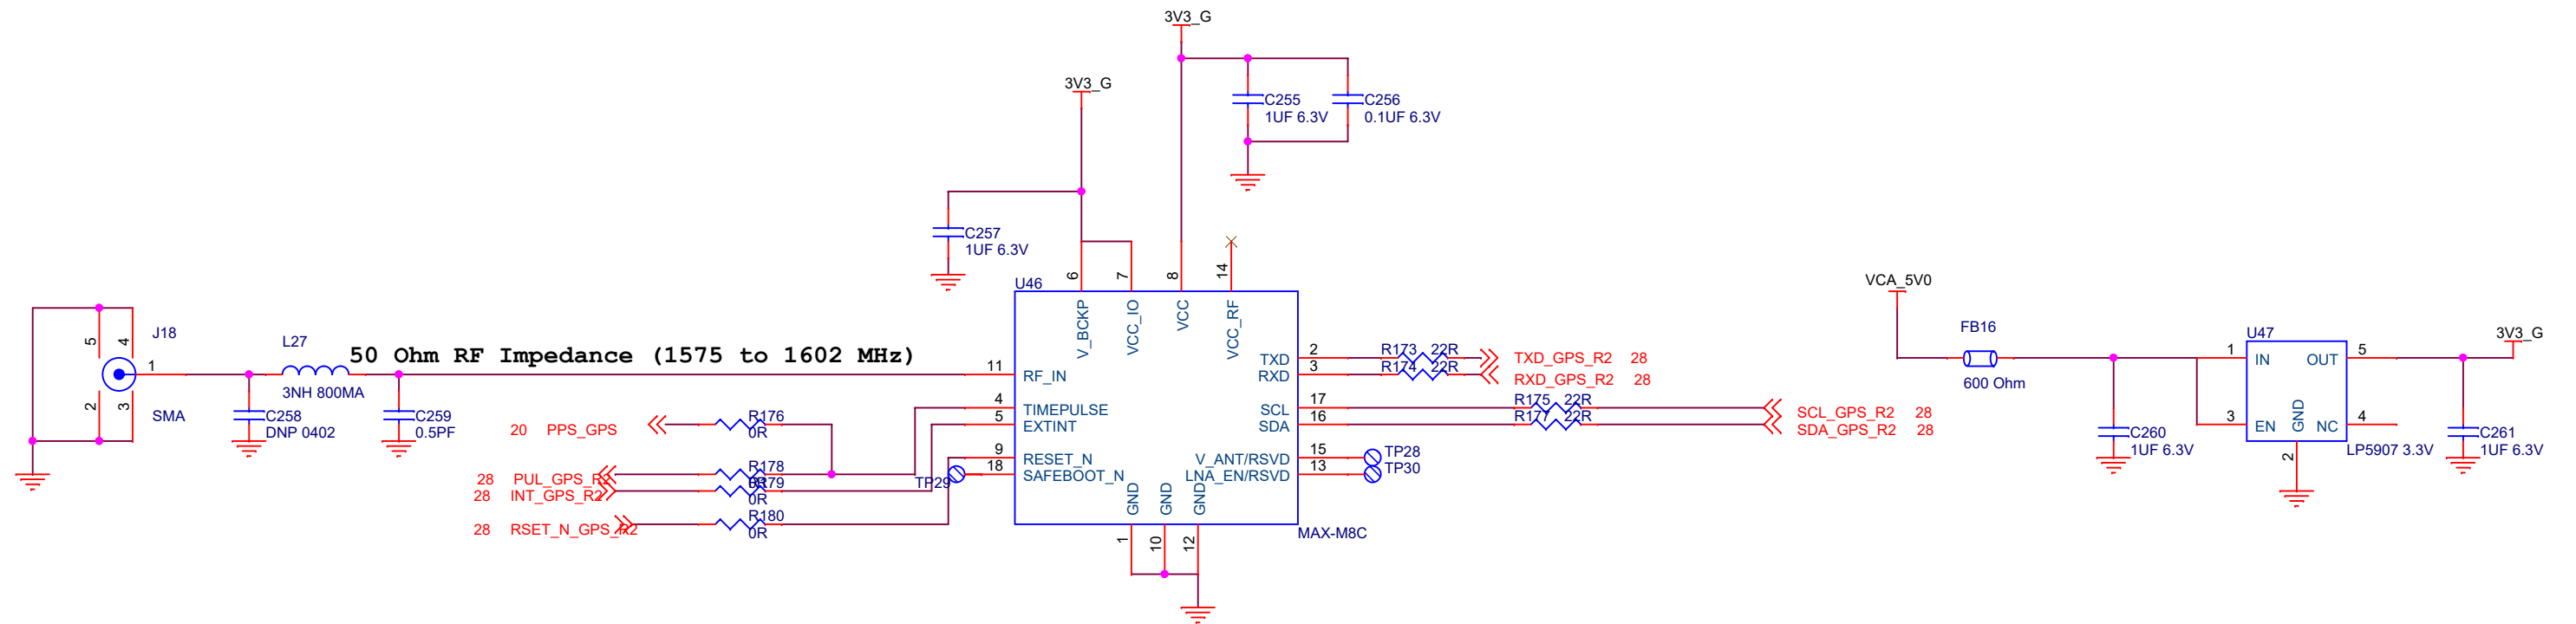 3V3_G
3V3_G
C255
1UF 6.3V
C256
0.1UF 6.3V
C257
1UF 6.3V
6
7
8
14
U46
V_BCKP
VCC_IO
VCC
VCC_RF
VCA_5V0
J18
5
4
1
2
3
SMA
L27
3NH 800MA
50 Ohm RF Impedance (1575 to 1602 MHz)
C258
DNP 0402
C259
0.5PF
11
RF_IN
4
TIMEPULSE
5
EXTINT
9
RESET_N
18
SAFEBOOT_N
TXD
2
RXD
3
SCL
17
SDA
16
V_ANT/RSVD
15
LNA_EN/RSVD
13
GND
GND
GND
1
10
12
MAX-M8C
R173 22R
R174 22R
TXD_GPS_R2 28
RXD_GPS_R2 28
R175 22R
R177 22R
SCL_GPS_R2 28
SDA_GPS_R2 28
TP28
TP30
TP29
20 PPS_GPS
R176
0R
28 PUL_GPS_R2
R178
0R
28 INT_GPS_R2
R179
0R
28 RSET_N_GPS_R2
R180
0R
FB16
600 Ohm
C260
1UF 6.3V
U47
1
IN
3
EN
GND
2
OUT
5
NC
4
LP5907 3.3V
3V3_G
C261
1UF 6.3V